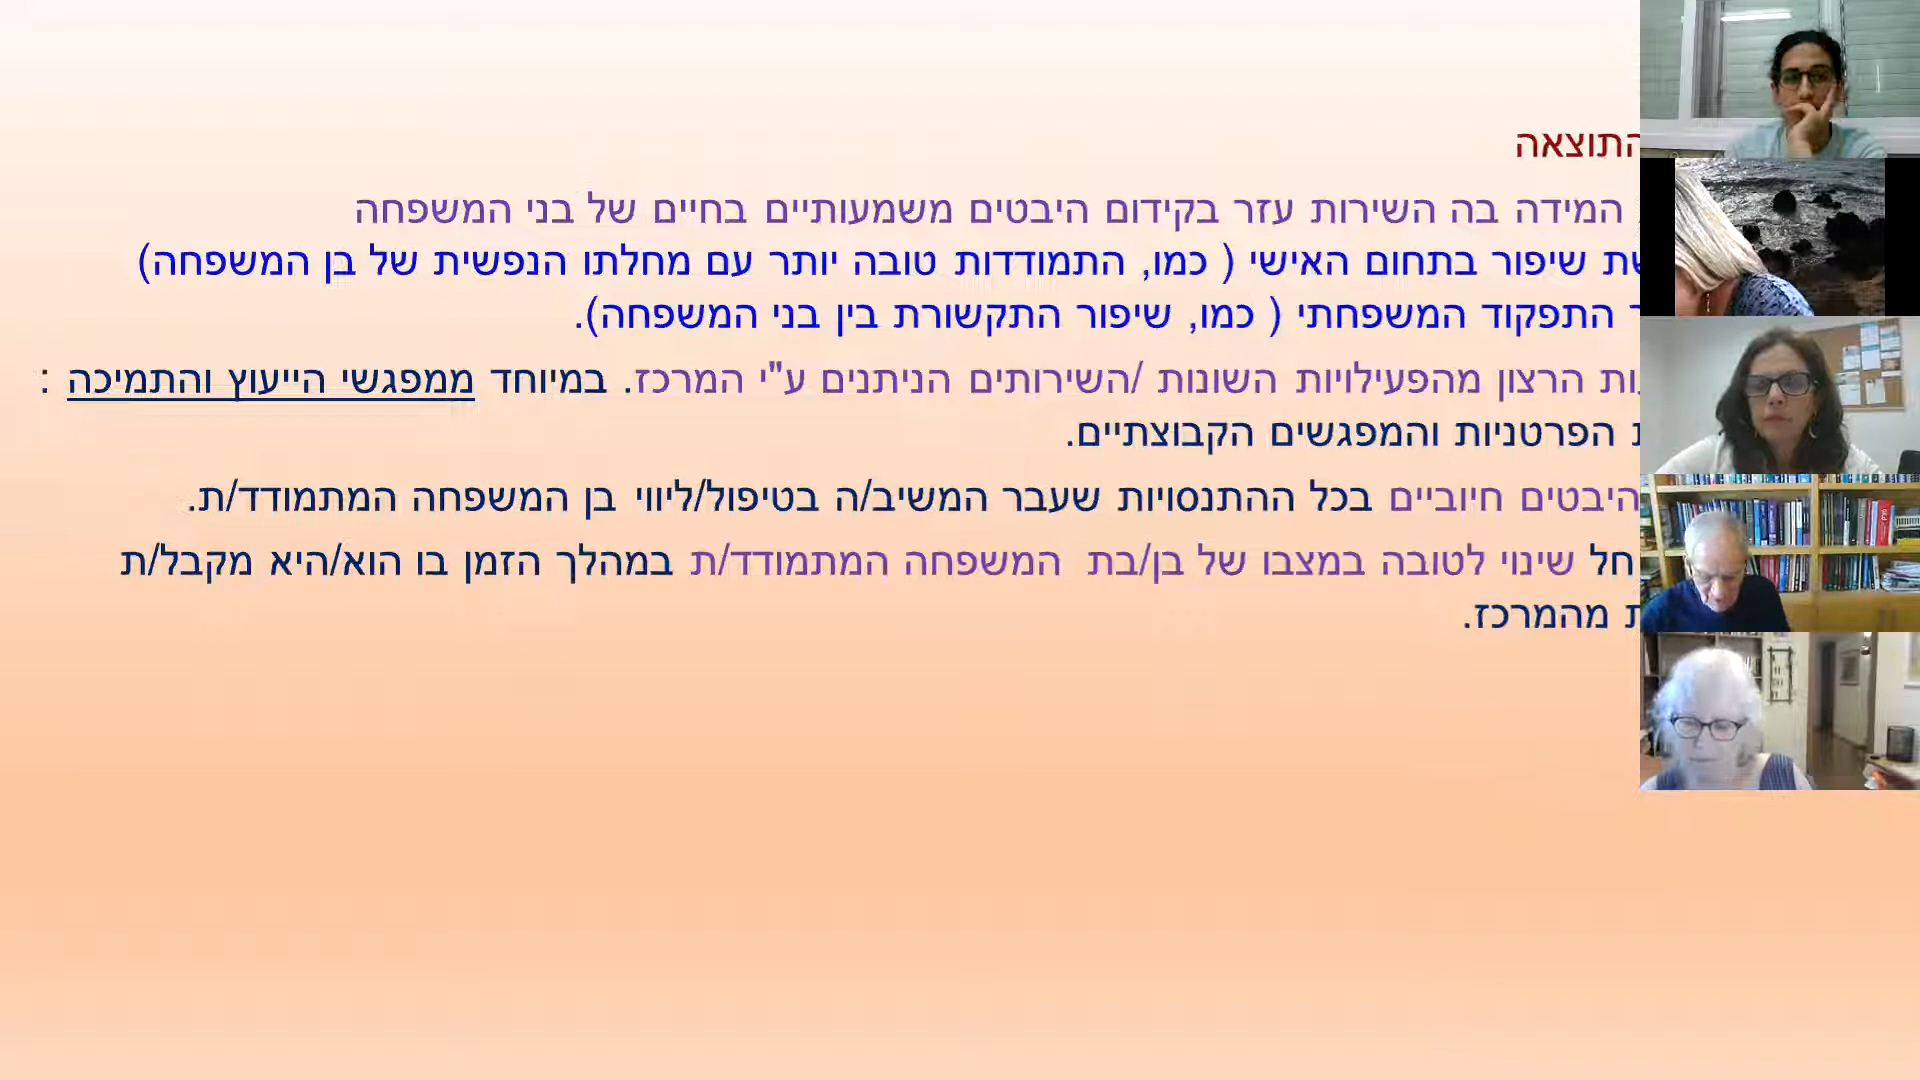 התוצאה
המידה בה השירות עזר בקידום היבטים משמעותיים בחיים של בני המשפחה
שיפור בתחום האישי ( כמו, התמודדות טובה יותר עם מחלתו הנפשית של בן המשפחה)
התפקוד המשפחתי ( כמו, שיפור התקשורת בין בני המשפחה).
הרצון מהפעילויות השונות /השירותים הניתנים ע"י המרכז. במיוחד ממפגשי הייעוץ והתמיכה :
הפרטניות והמפגשים הקבוצתיים.
היבטים חיוביים בכל ההתנסויות שעבר המשיב/ה בטיפול/ליווי בן המשפחה המתמודד/ת.
חל שינוי לטובה במצבו של בן/בת המשפחה המתמודד/ת במהלך הזמן בו הוא/היא מקבל/ת
מהמרכז.